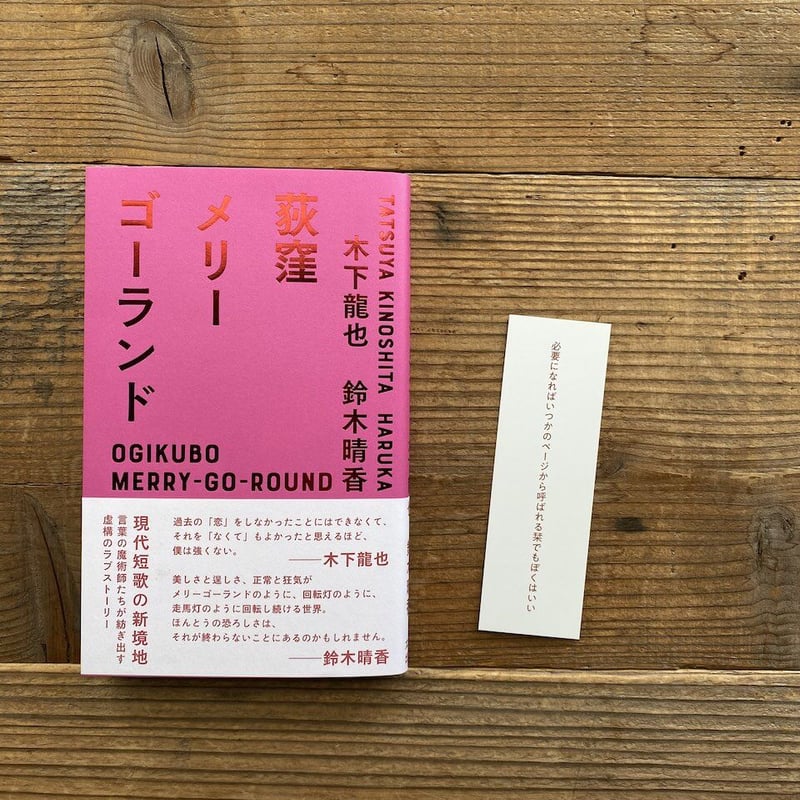 荻窪
メリー
ゴーランド
TATSUYA KINOSHITA HARUKA
木下龍也 鈴木晴香
OGIKUBO
MERRY-GO-ROUND
現代短歌の新境地
言葉の魔術師たちが紡ぎ出す
虚構のラブストーリー
過去の「恋」をしなかったことにはできなくて、
それを「なくて」もよかったと思えるほど、
僕は強くない。
——木下龍也
美しさと逞しさ、正常と狂気が
メリーゴーランドのように、回転灯のように、
走馬灯のように回転し続ける世界。
ほんとうの恐ろしさは、
それが終わらないことにあるのかもしれません。
——鈴木晴香
必要になればいつかのページから呼ばれる栞でもぼくはいい